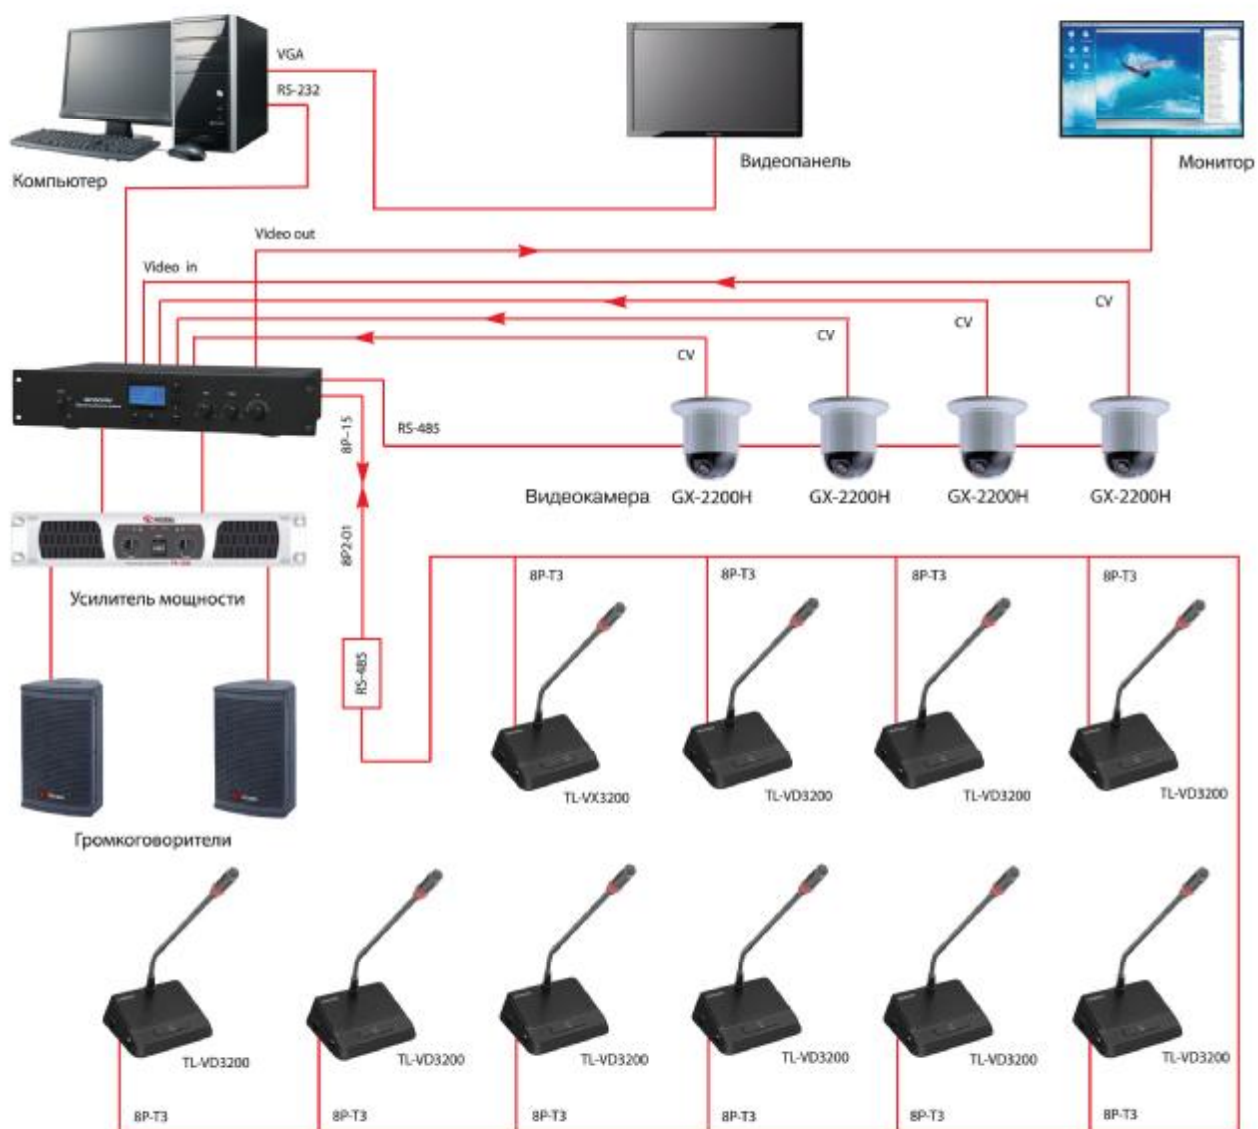 VGA
RS-232
Компьютер
Видеопанель
Монитор
Video out
Video in
CV
CV
CV
CV
8P-15
RS-485
Видеокамера
GX-2200H
GX-2200H
GX-2200H
GX-2200H
8P2-01
Усилитель мощности
RS-485
8P-T3
8P-T3
8P-T3
8P-T3
TL-VX3200
TL-VD3200
TL-VD3200
TL-VD3200
Громкоговорители
TL-VD3200
TL-VD3200
TL-VD3200
TL-VD3200
TL-VD3200
TL-VD3200
8P-T3
8P-T3
8P-T3
8P-T3
8P-T3
8P-T3